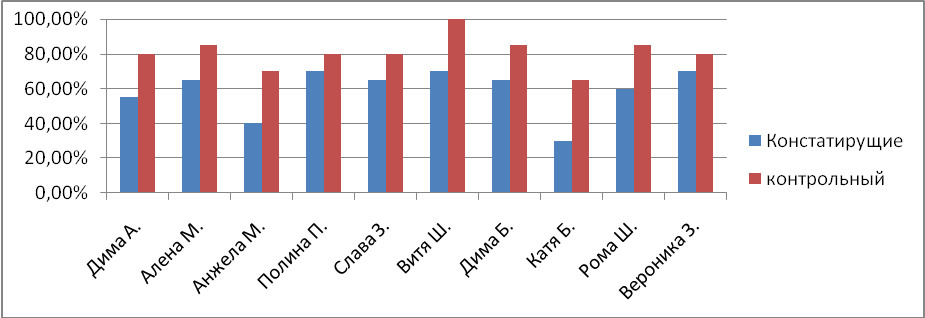 100,00%
80,00%
60,00%
40,00%
20,00%
0,00%
Дима А.
Алена М.
Анжела М.
Полина П.
Слава З.
Витя Ш.
Дима Б.
Катя Б.
Рома Ш.
Вероника З.
Констатирущие
контрольный